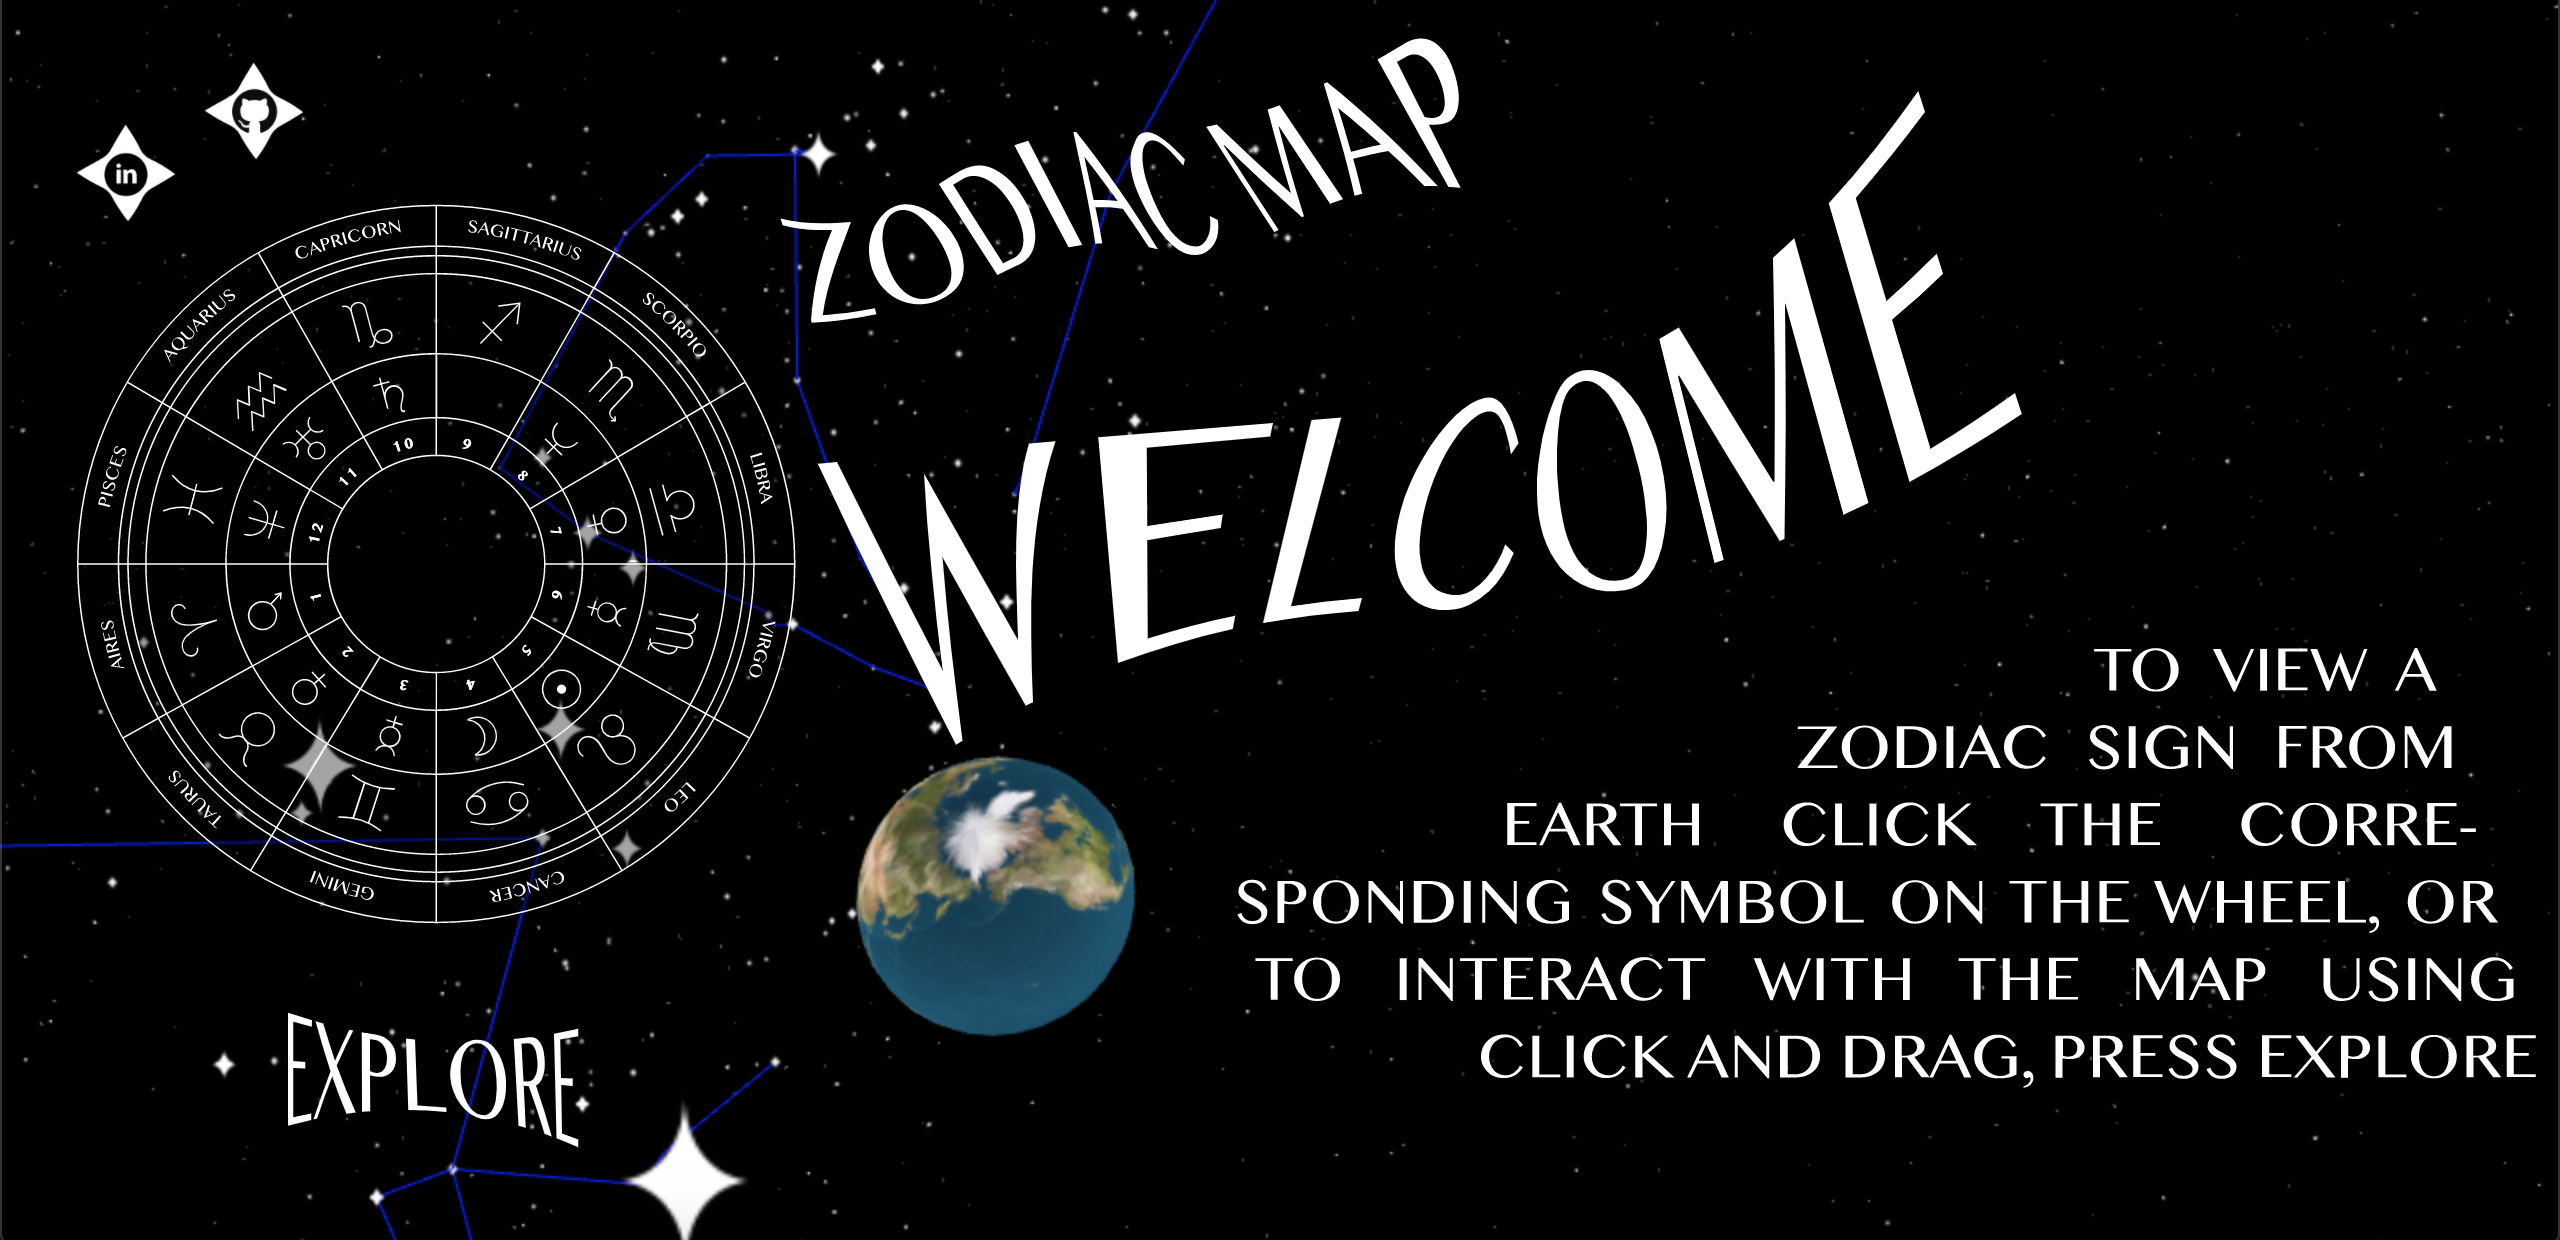 ZODIAC MAP
in
WELCOME
CAPRICORN
SAGITTARIUS
SCORPIO
LIBRA
VIRGO
LEO
CANCER
GEMINI
TAURUS
AIRES
PISCES
AQUARIUS
10
9
8
7
6
5
4
3
2
1
12
11
TO VIEW A
ZODIAC SIGN FROM
EARTH CLICK THE CORRE-
SPONDING SYMBOL ON THE WHEEL, OR
TO INTERACT WITH THE MAP USING
CLICK AND DRAG, PRESS EXPLORE
EXPLORE